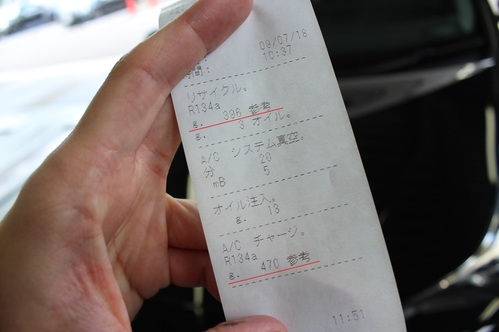 09/07/18
間: 10:37
リサイクル。
R134a
g. 336 参考
g. 3 オイル。
A/C システム真空。
分 20
mB 5
オイル注入。
g. 13
A/C チャージ。
R134a
g. 470 参考
11:51